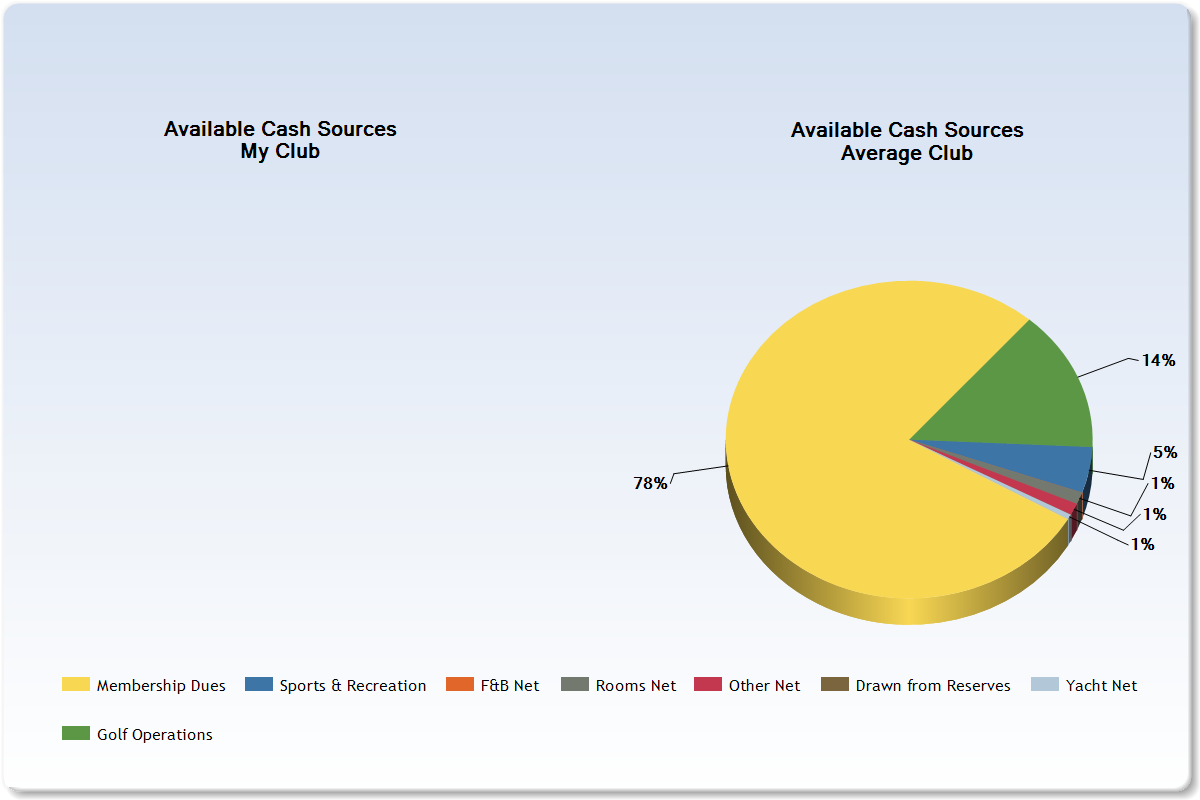 Available Cash Sources
My Club
Available Cash Sources
Average Club
14%
5%
78%
1%
1%
1%
Membership Dues
Sports & Recreation
F&B Net
Rooms Net
Other Net
Drawn from Reserves
Yacht Net
Golf Operations